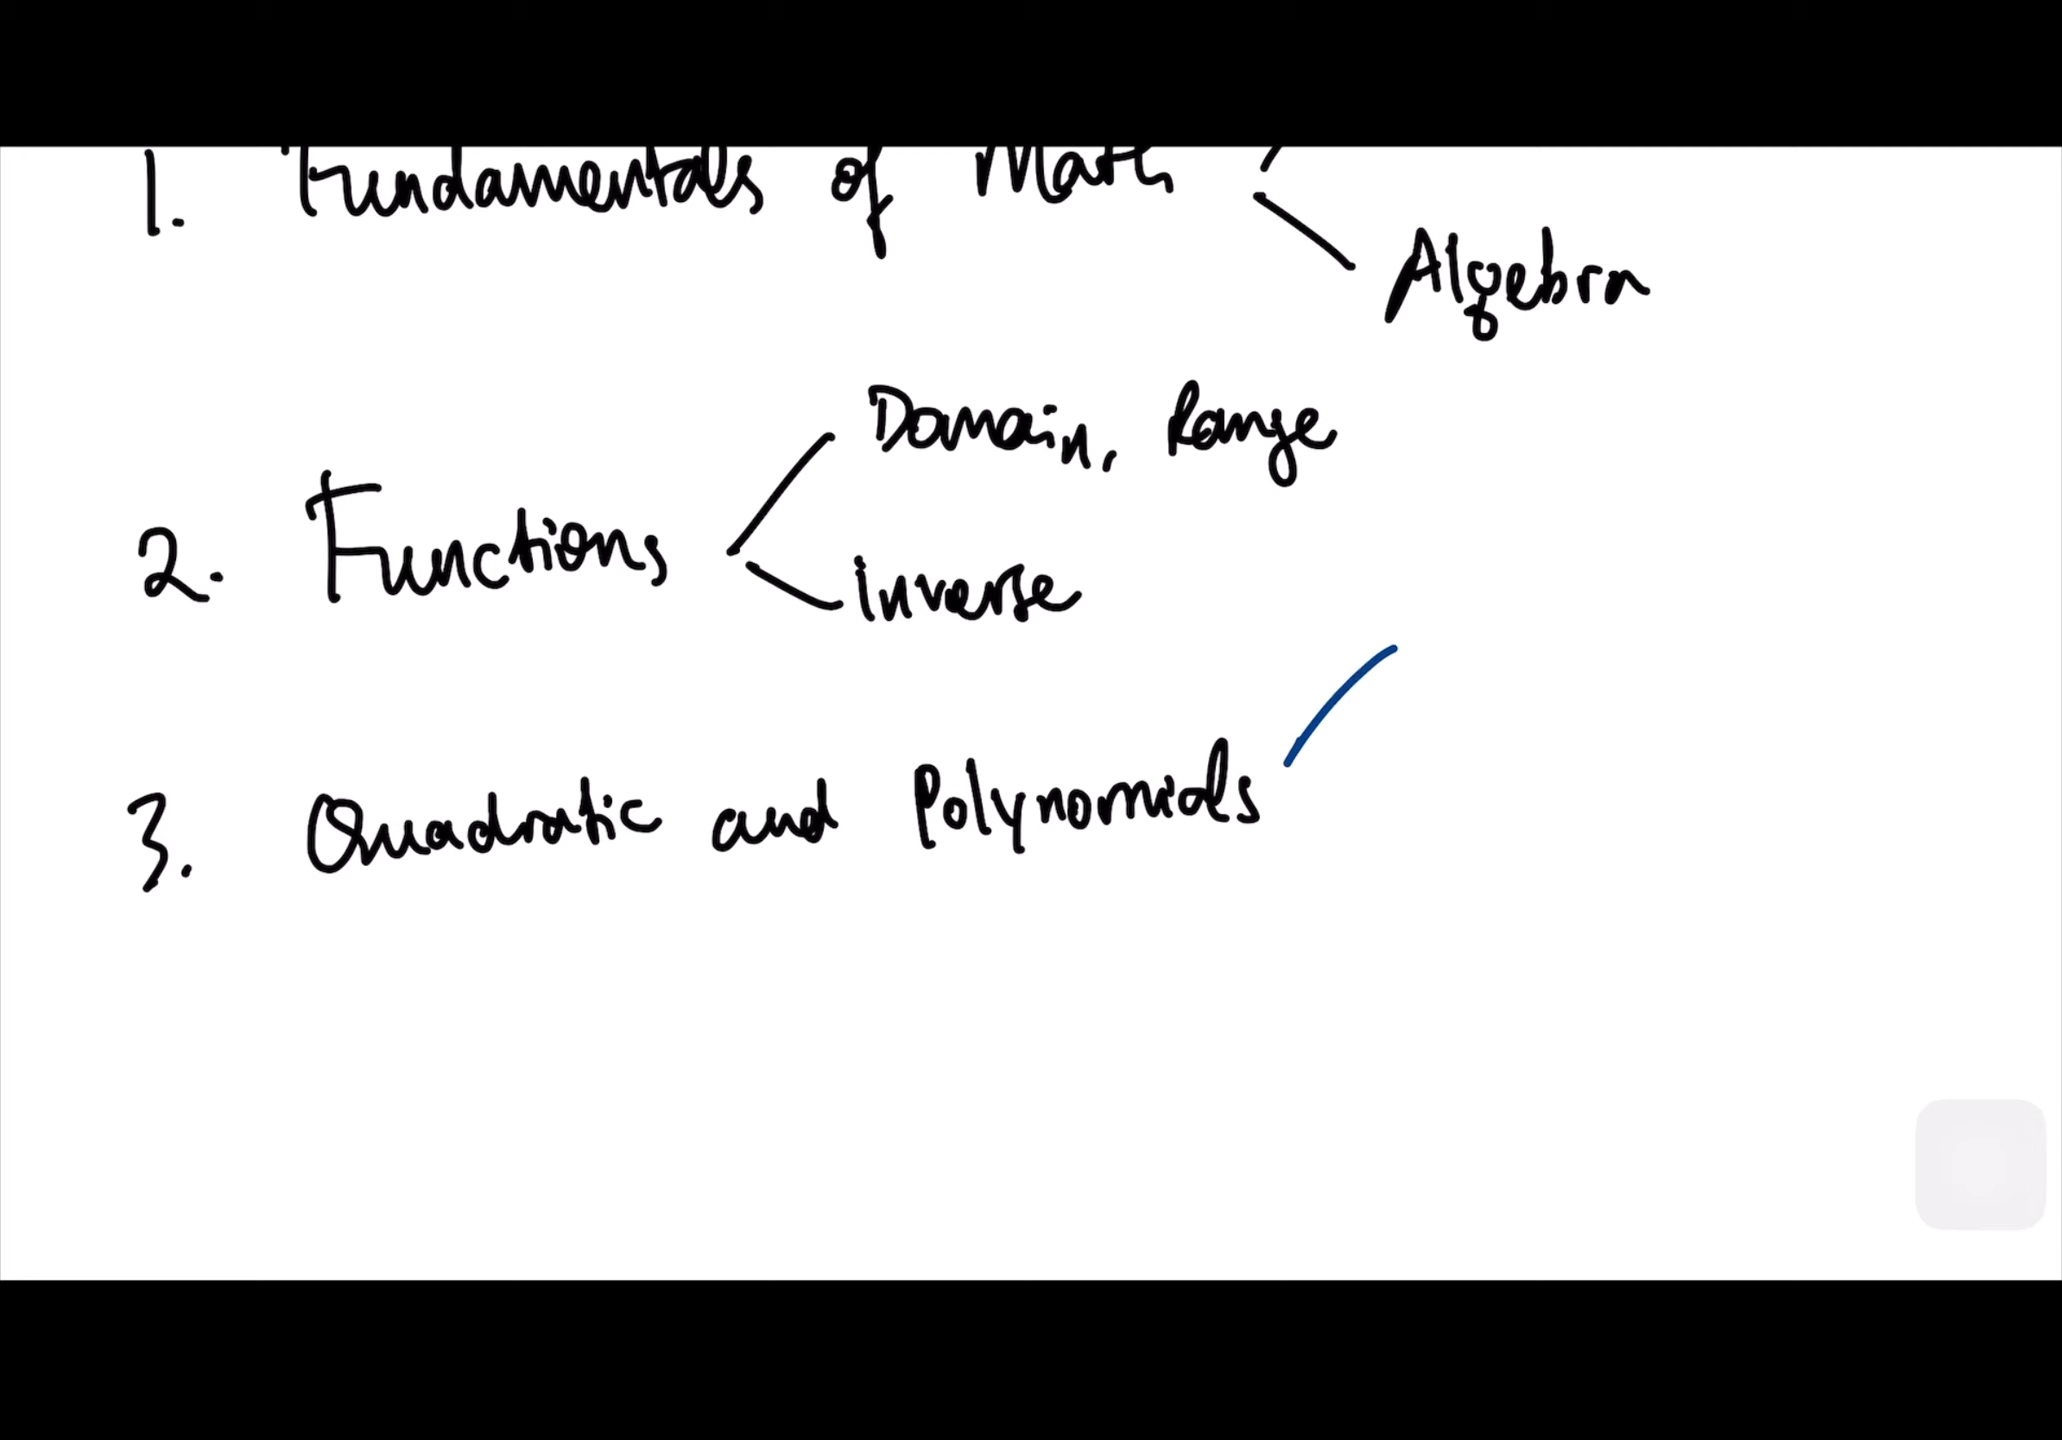 1. Fundamentals of Math
Algebra
Domain, Range
2. Functions
inverse
3. Quadratic and Polynomials